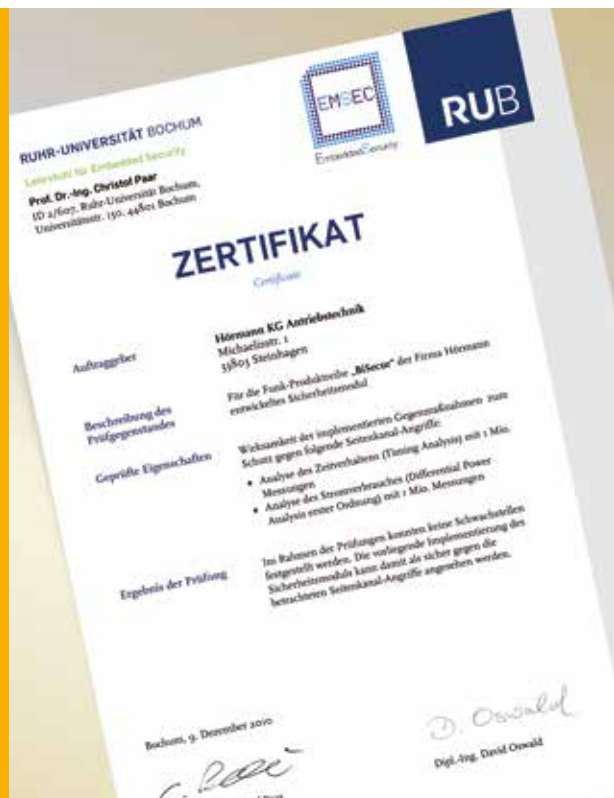 RUHR-UNIVERSITÄT BOCHUM
Lehrstuhl für Embedded Security
Prof. Dr.-Ing. Christof Paar
ID 2/607, Ruhr-Universität Bochum,
Universitätsstr. 150, 44801 Bochum
EMSEC
Embedded Security
RUB
ZERTIFIKAT
Certificate
Auftraggeber
Hörmann KG Antriebstechnik
Michaelisstr. 1
33803 Steinhagen
Beschreibung des
Prüfgegenstandes
Für die Funk-Produktreihe „BiSecur“ der Firma Hörmann
entwickeltes Sicherheitsmodul
Geprüfte Eigenschaften
Wirksamkeit der implementierten Gegenmaßnahmen zum
Schutz gegen folgende Seitenkanal-Angriffe:
• Analyse des Zeitverhaltens (Timing Analysis) mit 1 Mio.
Messungen
• Analyse des Stromverbrauches (Differential Power
Analysis erster Ordnung) mit 1 Mio. Messungen
Ergebnis der Prüfung
Im Rahmen der Prüfungen konnten keine Schwachstellen
festgestellt werden. Die vorliegende Implementierung des
Sicherheitsmoduls kann damit als sicher gegen die
betrachteten Seitenkanal-Angriffe angesehen werden.
Bochum, 9. Dezember 2010
D. Oswald
Dipl.-Ing. David Oswald